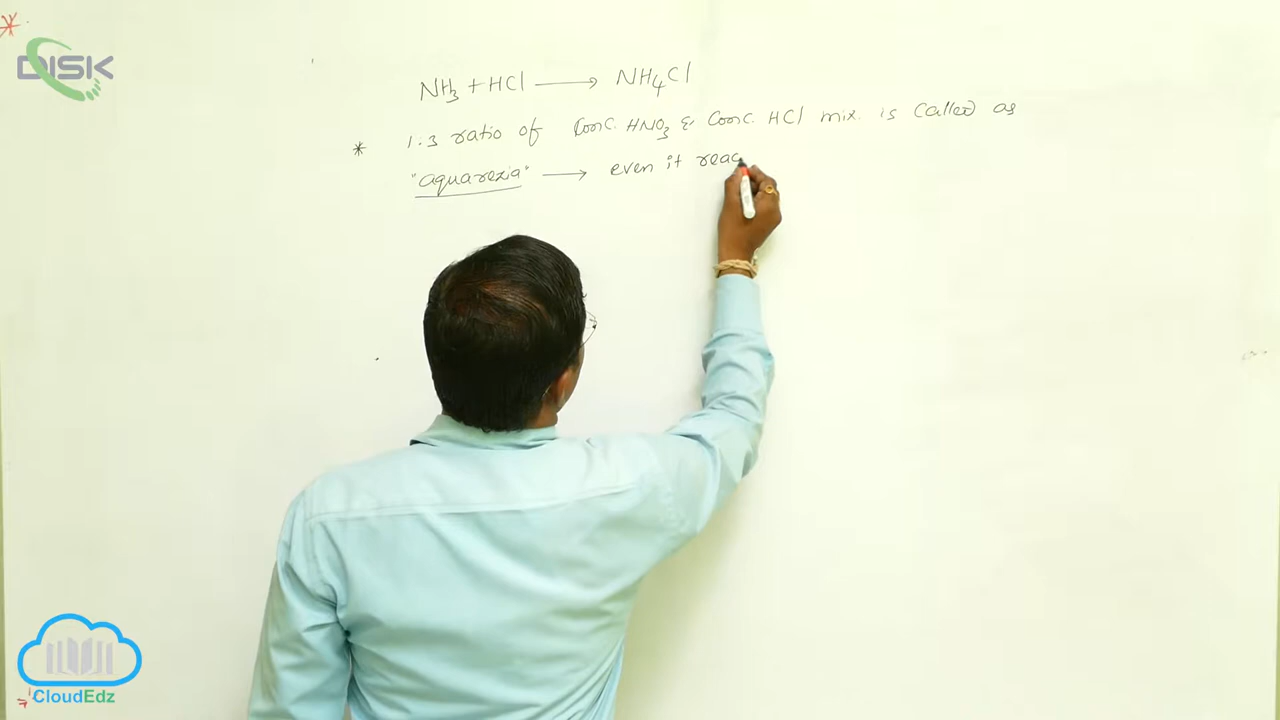 DISK
NH₃ + HCl ⟶ NH₄Cl
* 1.3 ratio of Conc. HNO₃ & Conc. HCl mix. is called as
"aquarezia" ⟶ even it reac
CloudEdz